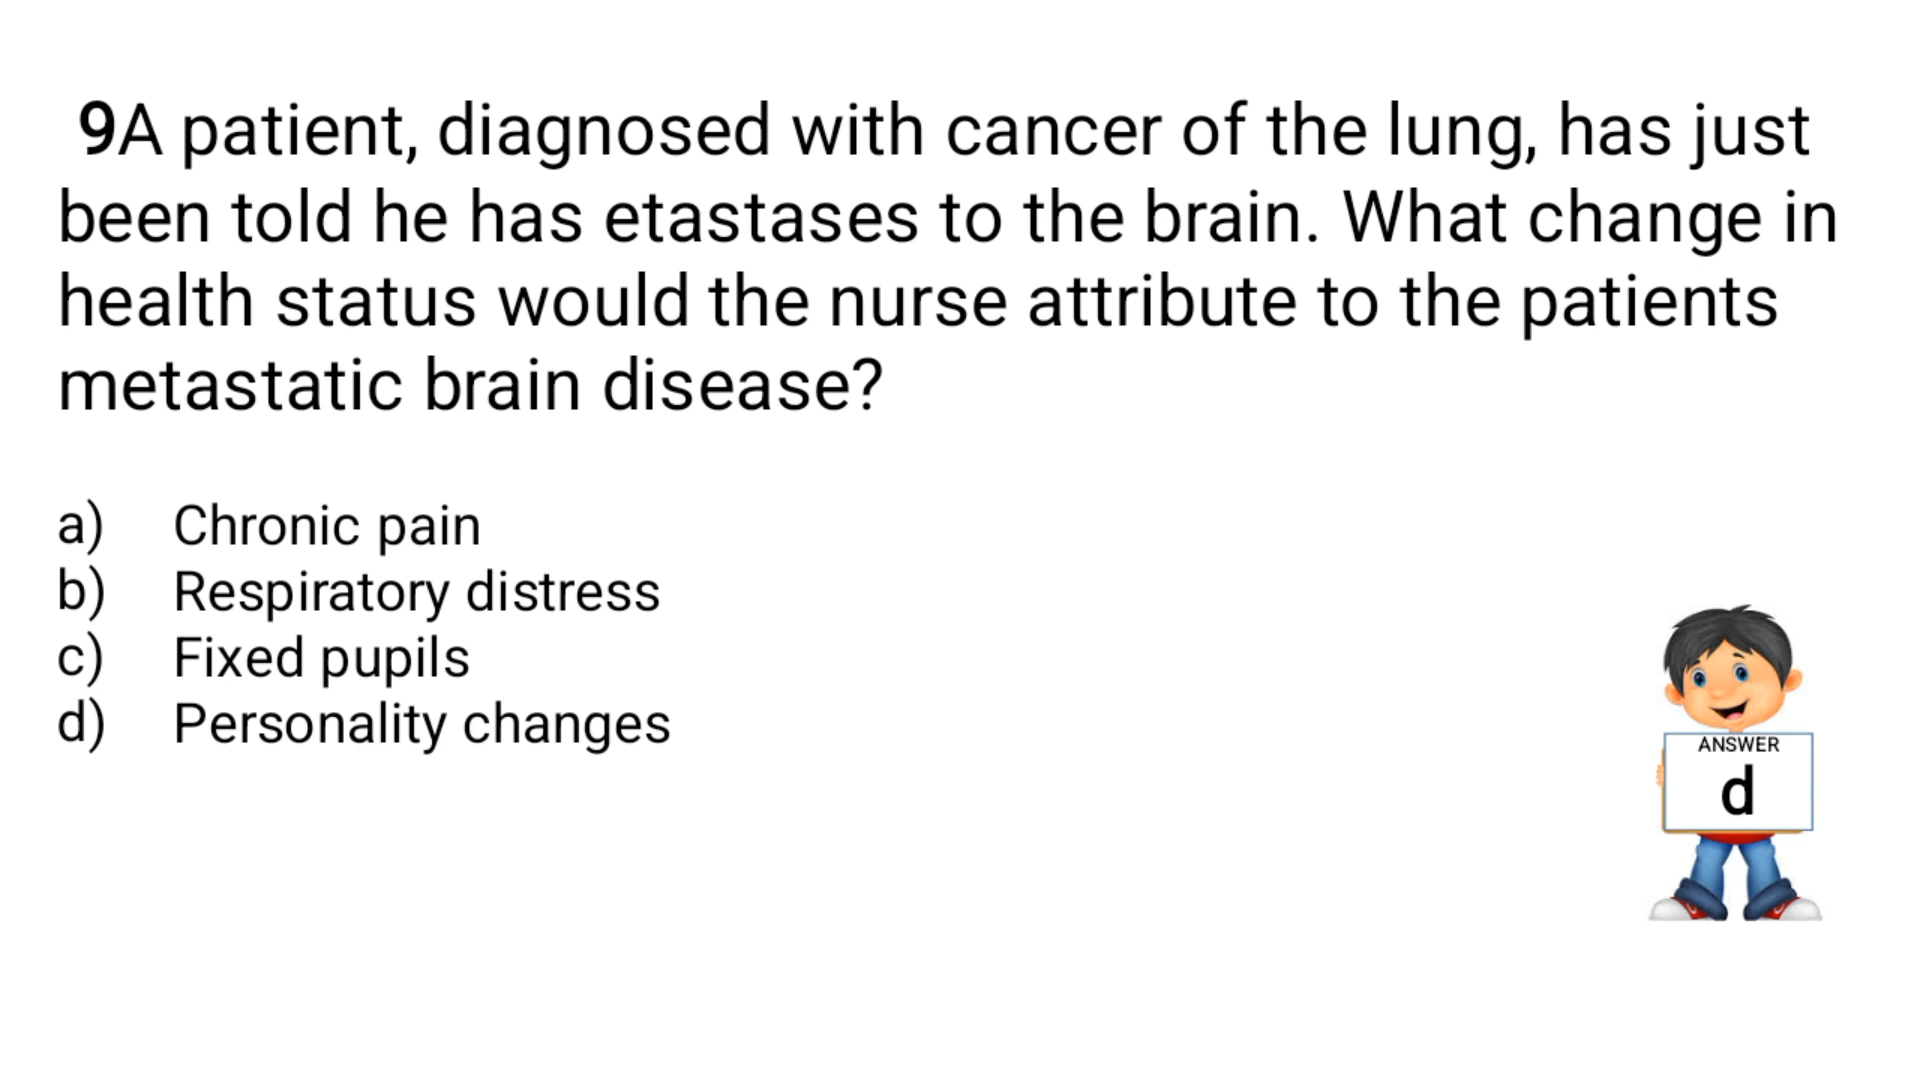 9A patient, diagnosed with cancer of the lung, has just
been told he has etastases to the brain. What change in
health status would the nurse attribute to the patients
metastatic brain disease?
a) Chronic pain
b) Respiratory distress
c) Fixed pupils
d) Personality changes
ANSWER
d